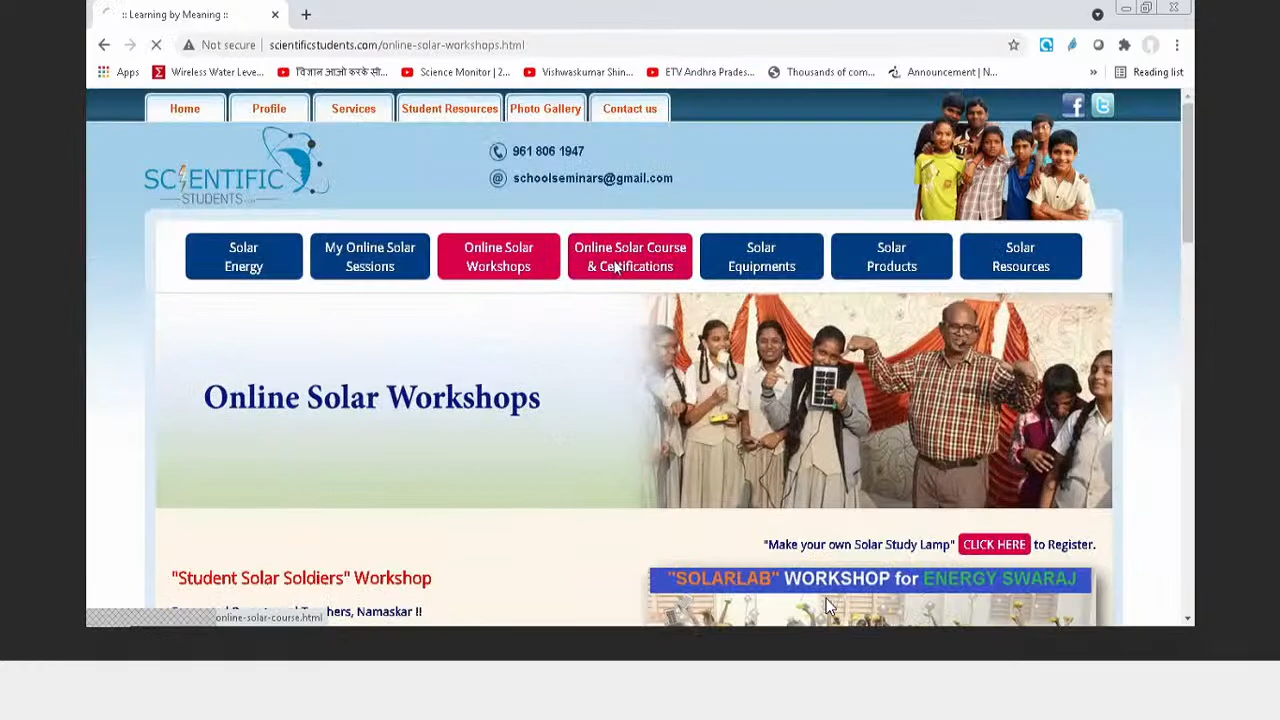 :: Learning by Meaning ::
Not secure
scientificstudents.com/online-solar-workshops.html
Apps
Wireless Water Leve...
विज्ञान आओ करके सी...
Science Monitor | 2...
Vishwaskumar Shin...
ETV Andhra Prades...
Thousands of com...
Announcement | N...
Reading list
Home
Profile
Services
Student Resources
Photo Gallery
Contact us
SCIENTIFIC
STUDENTS
961 806 1947
schoolseminars@gmail.com
Solar
Energy
My Online Solar
Sessions
Online Solar
Workshops
Online Solar Course
& Certifications
Solar
Equipments
Solar
Products
Solar
Resources
Online Solar Workshops
"Make your own Solar Study Lamp" CLICK HERE to Register.
"Student Solar Soldiers" Workshop
"SOLARLAB" WORKSHOP for ENERGY SWARAJ
Namaskar !!
online-solar-course.html